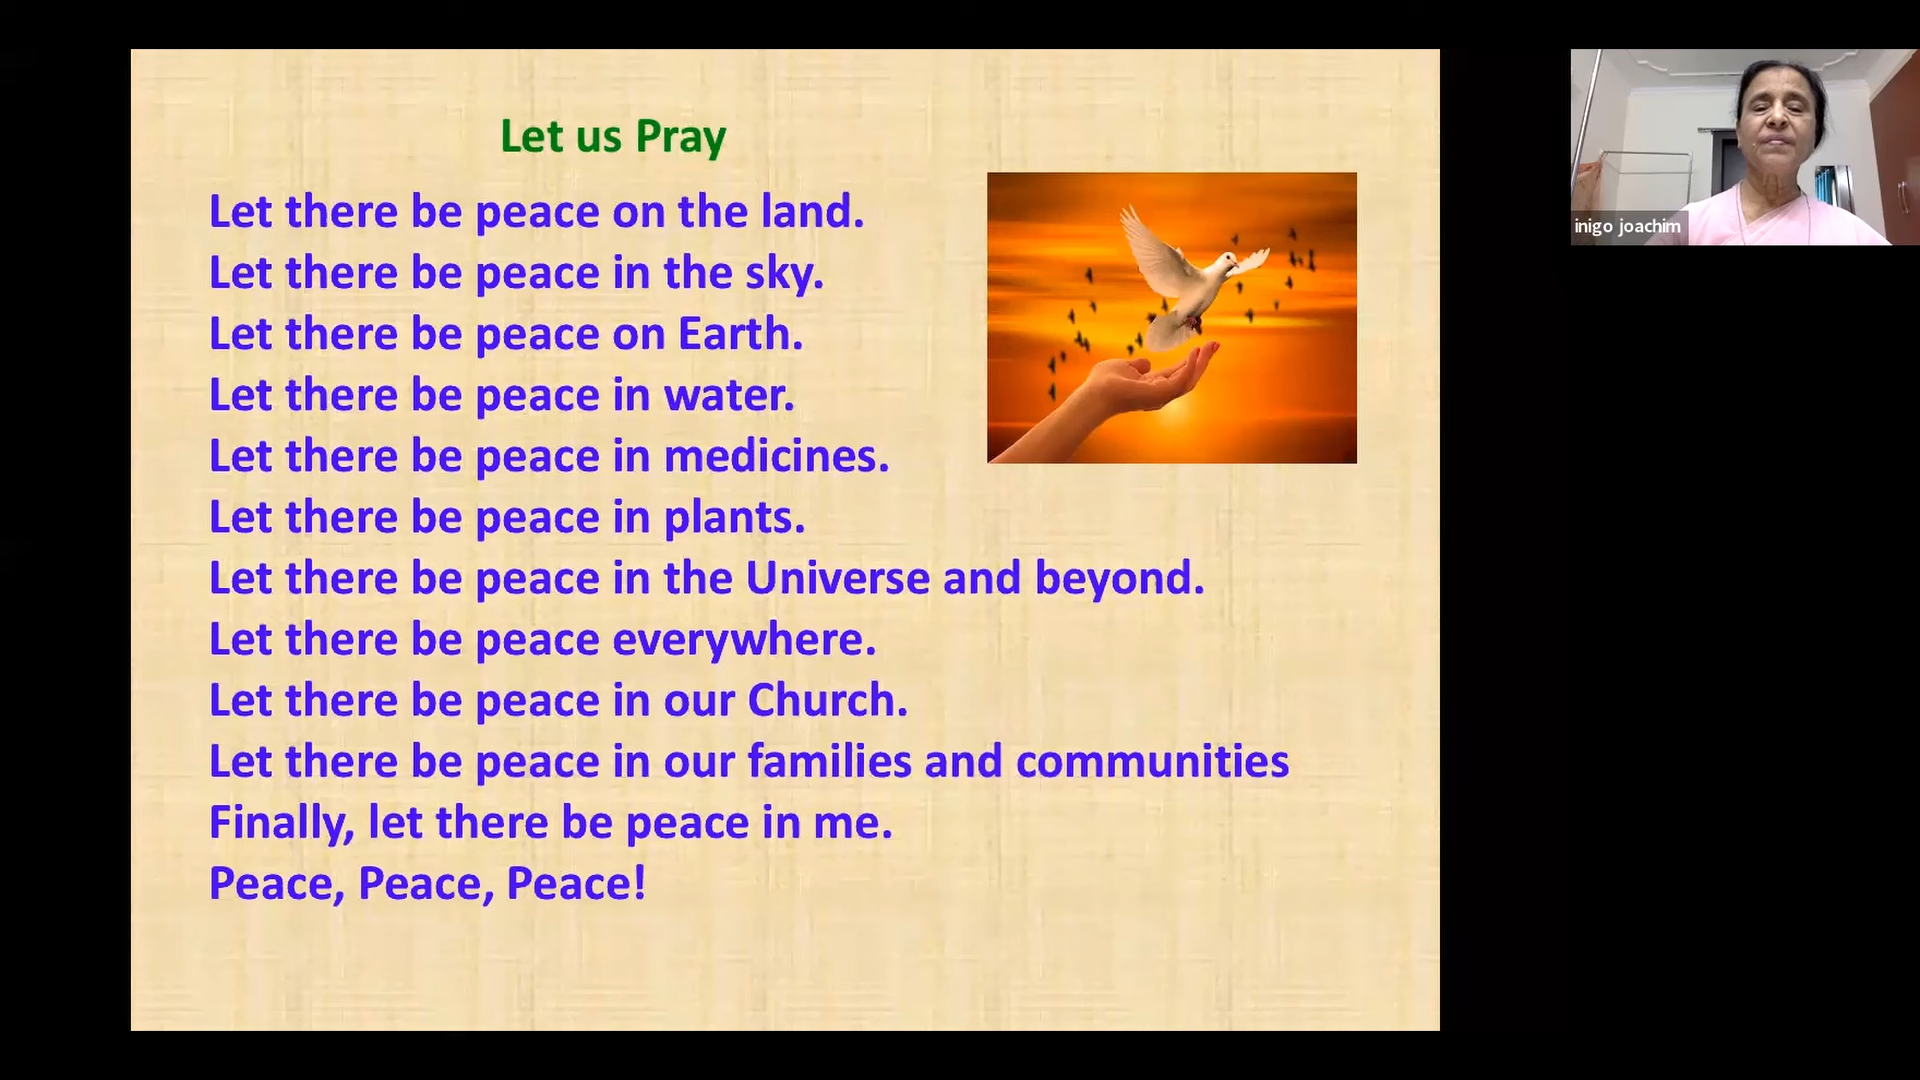 Let us Pray
Let there be peace on the land.
Let there be peace in the sky.
Let there be peace on Earth.
Let there be peace in water.
Let there be peace in medicines.
Let there be peace in plants.
Let there be peace in the Universe and beyond.
Let there be peace everywhere.
Let there be peace in our Church.
Let there be peace in our families and communities
Finally, let there be peace in me.
Peace, Peace, Peace!
inigo joachim